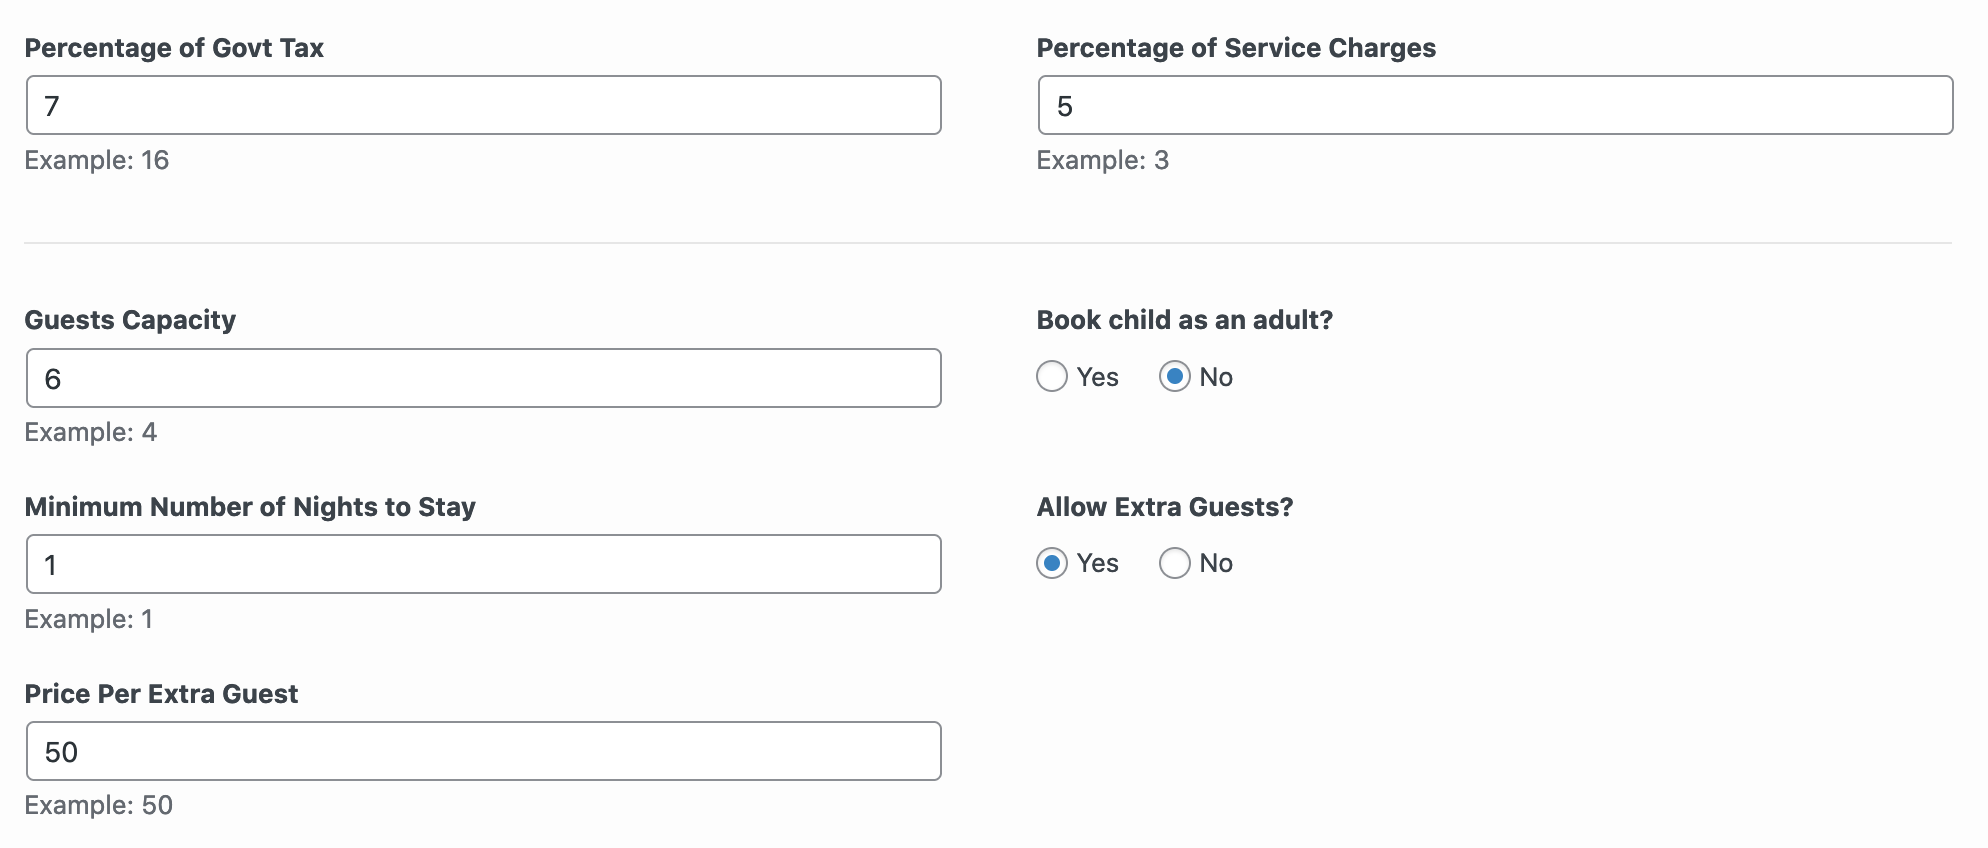 Percentage of Govt Tax
Percentage of Service Charges
7
5
Example: 16
Example: 3
Guests Capacity
Book child as an adult?
6
Yes No
Example: 4
Minimum Number of Nights to Stay
Allow Extra Guests?
1
Yes No
Example: 1
Price Per Extra Guest
50
Example: 50